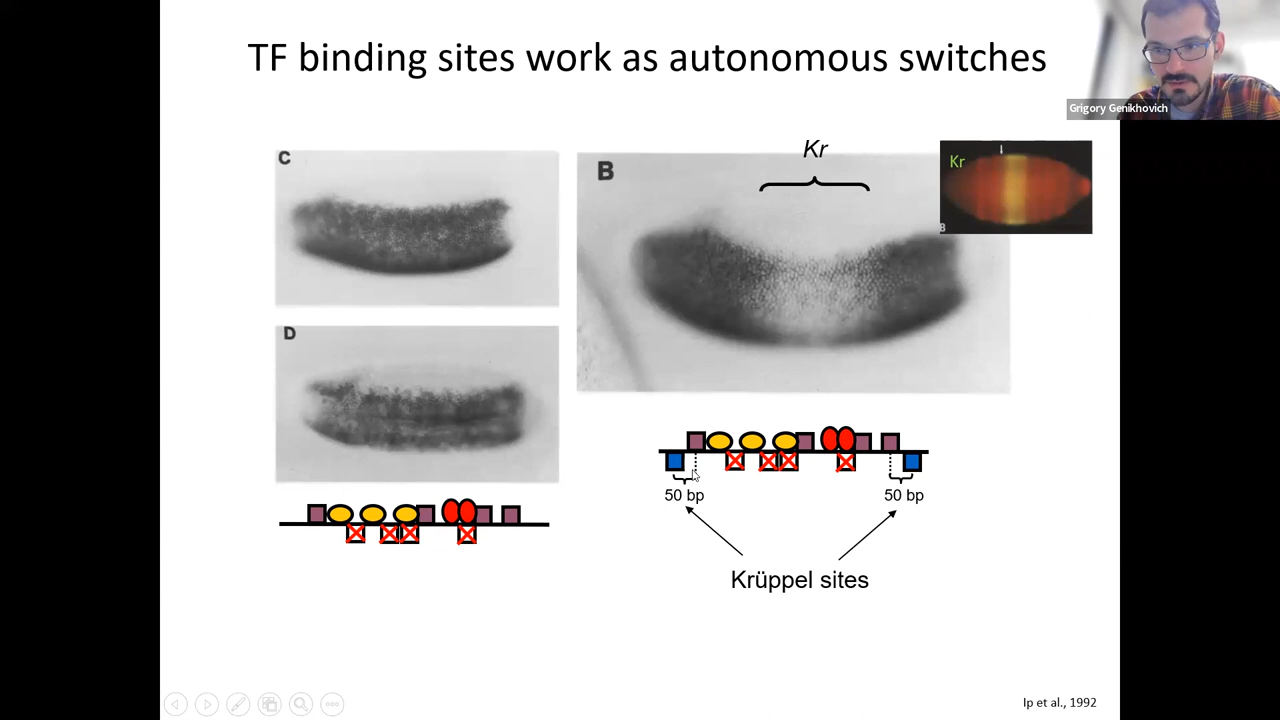 TF binding sites work as autonomous switches
Grigory Genikhovich
C
Kr
B
Kr
B
D
50 bp
50 bp
Krüppel sites
Ip et al., 1992